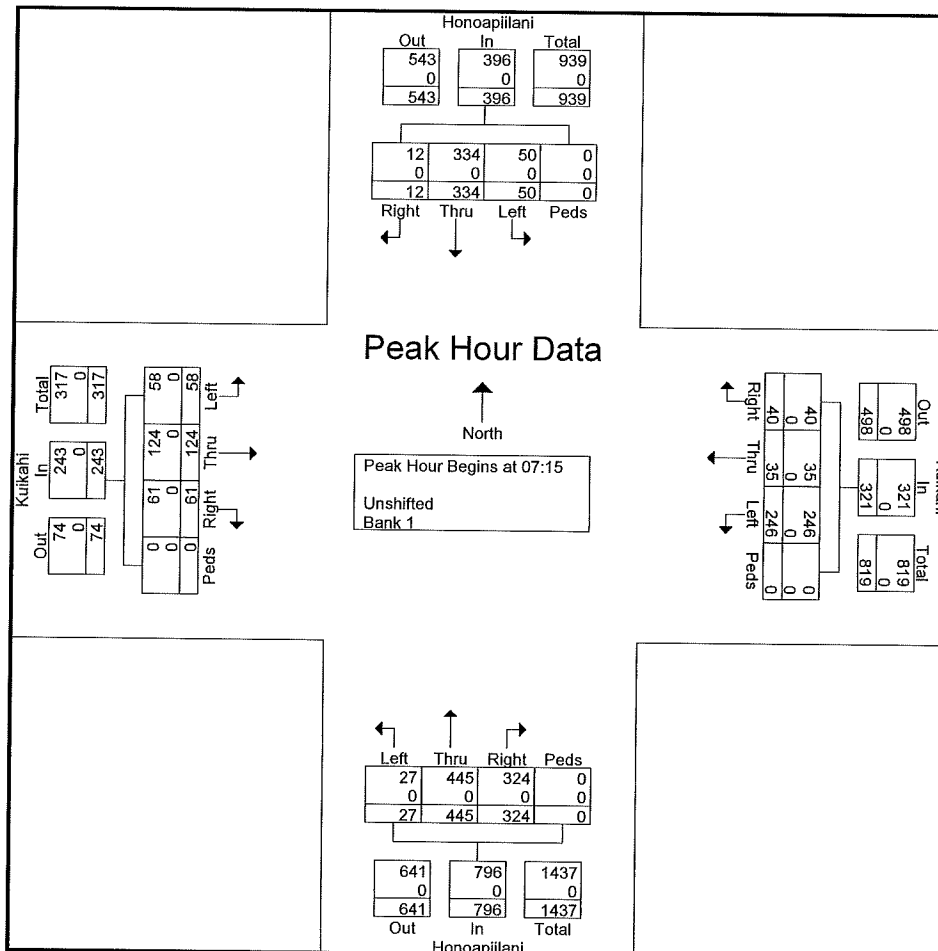 Honoapiilani
Out In Total
543 396 939
0 0 0
543 396 939
12 334 50 0
0 0 0 0
12 334 50 0
Right Thru Left Peds
Peak Hour Data
North
Peak Hour Begins at 07:15
Unshifted
Bank 1
Kuikahi
Total In Out
317 243 74
0 0 0
317 243 74
58 124 61 0
0 0 0 0
58 124 61 0
Left Thru Right Peds
Right Thru Left Peds
40 35 246 0
0 0 0 0
40 35 246 0
498 321 819
0 0 0
498 321 819
Out In Total
Left Thru Right Peds
27 445 324 0
0 0 0 0
27 445 324 0
641 796 1437
0 0 0
641 796 1437
Out In Total
Honoapiilani